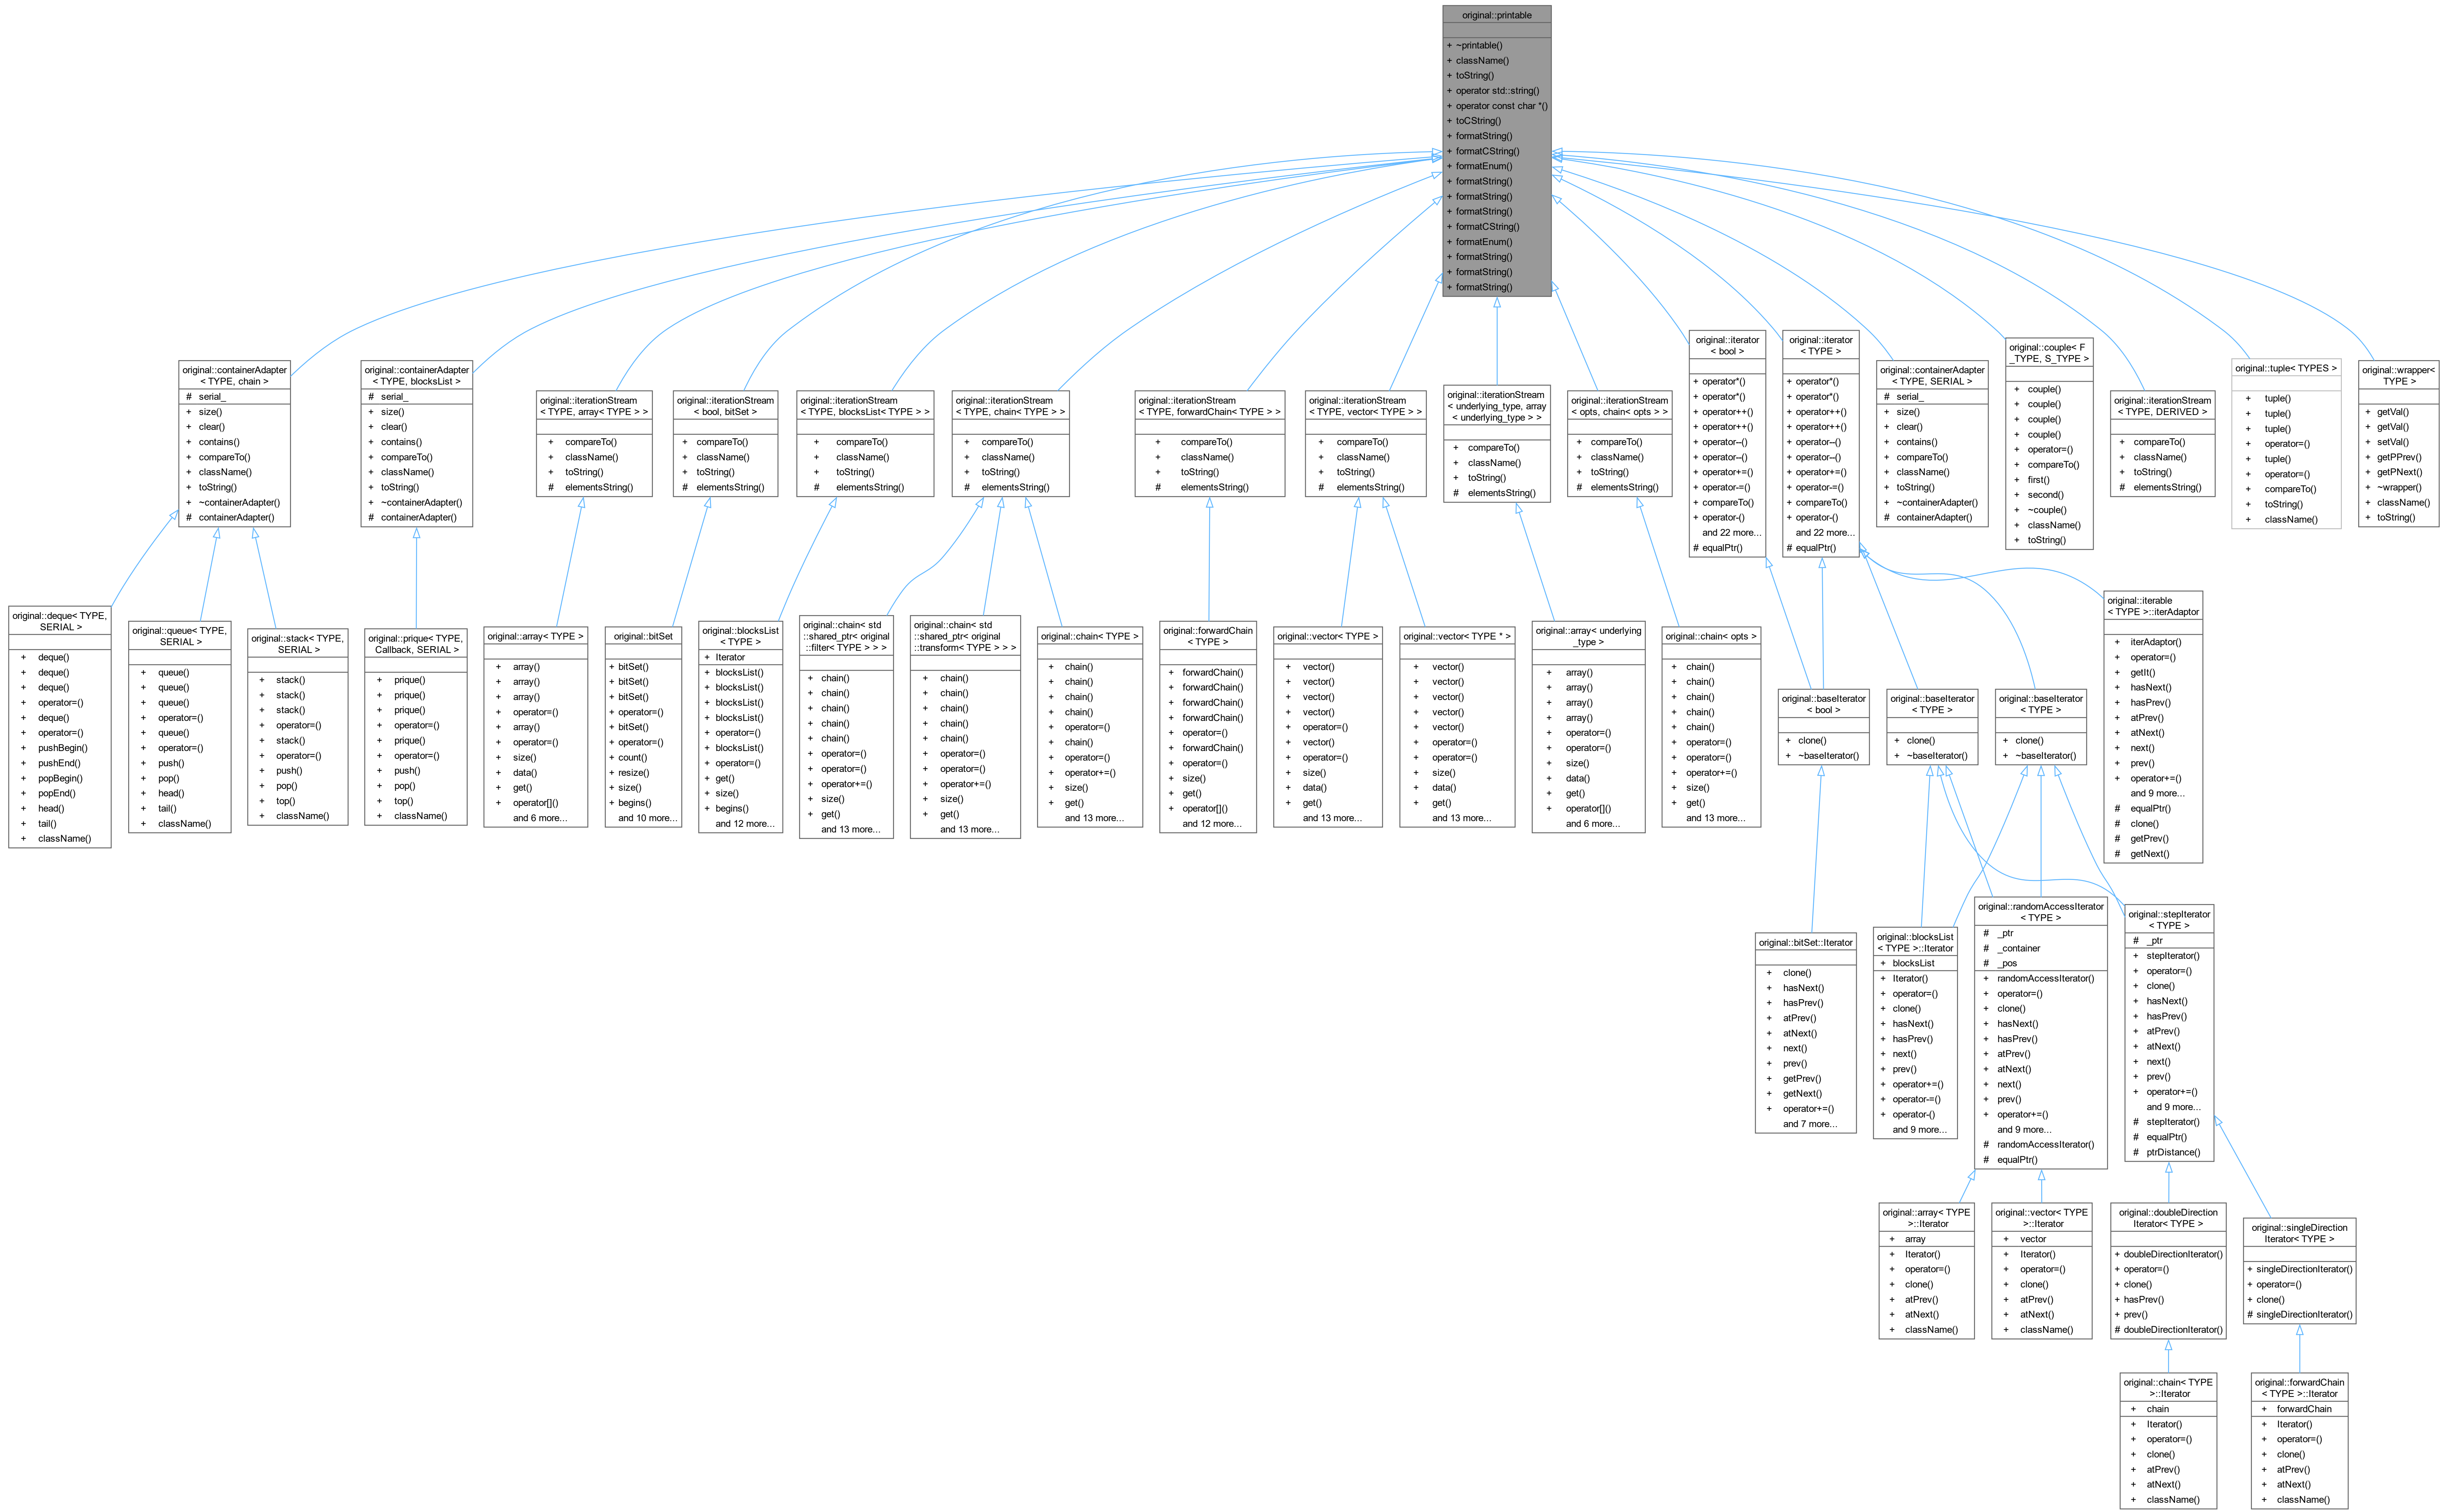 original::printable
+ ~printable()
+ className()
+ toString()
+ operator std::string()
+ operator const char *()
+ toCString()
+ formatString()
+ formatCString()
+ formatEnum()
+ formatString()
+ formatString()
+ formatString()
+ formatCString()
+ formatEnum()
+ formatString()
+ formatString()
+ formatString()
original::containerAdapter
< TYPE, chain >
# serial_
+ size()
+ clear()
+ contains()
+ compareTo()
+ className()
+ toString()
+ ~containerAdapter()
# containerAdapter()
original::containerAdapter
< TYPE, blocksList >
# serial_
+ size()
+ clear()
+ contains()
+ compareTo()
+ className()
+ toString()
+ ~containerAdapter()
# containerAdapter()
original::iterationStream
< TYPE, array< TYPE > >
+ compareTo()
+ className()
+ toString()
# elementsString()
original::iterationStream
< bool, bitSet >
+ compareTo()
+ className()
+ toString()
# elementsString()
original::iterationStream
< TYPE, blocksList< TYPE > >
+ compareTo()
+ className()
+ toString()
# elementsString()
original::iterationStream
< TYPE, chain< TYPE > >
+ compareTo()
+ className()
+ toString()
# elementsString()
original::iterationStream
< TYPE, forwardChain< TYPE > >
+ compareTo()
+ className()
+ toString()
# elementsString()
original::iterationStream
< TYPE, vector< TYPE > >
+ compareTo()
+ className()
+ toString()
# elementsString()
original::iterationStream
< underlying_type, array
< underlying_type > >
+ compareTo()
+ className()
+ toString()
# elementsString()
original::iterationStream
< opts, chain< opts > >
+ compareTo()
+ className()
+ toString()
# elementsString()
original::iterator
< bool >
+ operator*()
+ operator*()
+ operator++()
+ operator++()
+ operator--()
+ operator--()
+ operator+=()
+ operator-=()
+ compareTo()
+ operator-()
and 22 more...
# equalPtr()
original::iterator
< TYPE >
+ operator*()
+ operator*()
+ operator++()
+ operator++()
+ operator--()
+ operator--()
+ operator+=()
+ operator-=()
+ compareTo()
+ operator-()
and 22 more...
# equalPtr()
original::containerAdapter
< TYPE, SERIAL >
# serial_
+ size()
+ clear()
+ contains()
+ compareTo()
+ className()
+ toString()
+ ~containerAdapter()
# containerAdapter()
original::couple< F
_TYPE, S_TYPE >
+ couple()
+ couple()
+ couple()
+ couple()
+ operator=()
+ compareTo()
+ first()
+ second()
+ ~couple()
+ className()
+ toString()
original::iterationStream
< TYPE, DERIVED >
+ compareTo()
+ className()
+ toString()
# elementsString()
original::tuple< TYPES >
+ tuple()
+ tuple()
+ tuple()
+ operator=()
+ tuple()
+ operator=()
+ compareTo()
+ toString()
+ className()
original::wrapper<
TYPE >
+ getVal()
+ getVal()
+ setVal()
+ getPPrev()
+ getPNext()
+ ~wrapper()
+ className()
+ toString()
original::deque< TYPE,
SERIAL >
+ deque()
+ deque()
+ deque()
+ operator=()
+ deque()
+ operator=()
+ pushBegin()
+ pushEnd()
+ popBegin()
+ popEnd()
+ head()
+ tail()
+ className()
original::queue< TYPE,
SERIAL >
+ queue()
+ queue()
+ queue()
+ operator=()
+ queue()
+ operator=()
+ push()
+ pop()
+ head()
+ tail()
+ className()
original::stack< TYPE,
SERIAL >
+ stack()
+ stack()
+ stack()
+ operator=()
+ stack()
+ operator=()
+ push()
+ pop()
+ top()
+ className()
original::prique< TYPE,
Callback, SERIAL >
+ prique()
+ prique()
+ prique()
+ operator=()
+ prique()
+ operator=()
+ push()
+ pop()
+ top()
+ className()
original::array< TYPE >
+ array()
+ array()
+ array()
+ operator=()
+ array()
+ operator=()
+ size()
+ data()
+ get()
+ operator[]()
and 6 more...
original::bitSet
+ bitSet()
+ bitSet()
+ bitSet()
+ operator=()
+ bitSet()
+ operator=()
+ count()
+ resize()
+ size()
+ begins()
and 10 more...
original::blocksList
< TYPE >
+ Iterator
+ blocksList()
+ blocksList()
+ blocksList()
+ blocksList()
+ operator=()
+ blocksList()
+ operator=()
+ get()
+ size()
+ begins()
and 12 more...
original::chain< std
::shared_ptr< original
::filter< TYPE > > >
+ chain()
+ chain()
+ chain()
+ chain()
+ chain()
+ operator=()
+ operator=()
+ operator+=()
+ size()
+ get()
and 13 more...
original::chain< std
::shared_ptr< original
::transform< TYPE > > >
+ chain()
+ chain()
+ chain()
+ chain()
+ chain()
+ operator=()
+ operator=()
+ operator+=()
+ size()
+ get()
and 13 more...
original::chain< TYPE >
+ chain()
+ chain()
+ chain()
+ chain()
+ operator=()
+ chain()
+ operator=()
+ operator+=()
+ size()
+ get()
and 13 more...
original::forwardChain
< TYPE >
+ forwardChain()
+ forwardChain()
+ forwardChain()
+ forwardChain()
+ operator=()
+ forwardChain()
+ operator=()
+ size()
+ get()
+ operator[]()
and 12 more...
original::vector< TYPE >
+ vector()
+ vector()
+ vector()
+ vector()
+ operator=()
+ vector()
+ operator=()
+ size()
+ data()
+ get()
and 13 more...
original::vector< TYPE * >
+ vector()
+ vector()
+ vector()
+ vector()
+ vector()
+ operator=()
+ operator=()
+ size()
+ data()
+ get()
and 13 more...
original::array< underlying
_type >
+ array()
+ array()
+ array()
+ array()
+ operator=()
+ operator=()
+ size()
+ data()
+ get()
+ operator[]()
and 6 more...
original::chain< opts >
+ chain()
+ chain()
+ chain()
+ chain()
+ chain()
+ operator=()
+ operator=()
+ operator+=()
+ size()
+ get()
and 13 more...
original::baseIterator
< bool >
+ clone()
+ ~baseIterator()
original::baseIterator
< TYPE >
+ clone()
+ ~baseIterator()
original::baseIterator
< TYPE >
+ clone()
+ ~baseIterator()
original::iterable
< TYPE >::iterAdaptor
+ iterAdaptor()
+ operator=()
+ getIt()
+ hasNext()
+ hasPrev()
+ atPrev()
+ atNext()
+ next()
+ prev()
+ operator+=()
and 9 more...
# equalPtr()
# clone()
# getPrev()
# getNext()
original::bitSet::Iterator
+ clone()
+ hasNext()
+ hasPrev()
+ atPrev()
+ atNext()
+ next()
+ prev()
+ getPrev()
+ getNext()
+ operator+=()
and 7 more...
original::blocksList
< TYPE >::Iterator
+ blocksList
+ Iterator()
+ operator=()
+ clone()
+ hasNext()
+ hasPrev()
+ next()
+ prev()
+ operator+=()
+ operator-=()
+ operator-()
and 9 more...
original::randomAccessIterator
< TYPE >
# _ptr
# _container
# _pos
+ randomAccessIterator()
+ operator=()
+ clone()
+ hasNext()
+ hasPrev()
+ atPrev()
+ atNext()
+ next()
+ prev()
+ operator+=()
and 9 more...
# randomAccessIterator()
# equalPtr()
original::stepIterator
< TYPE >
# _ptr
+ stepIterator()
+ operator=()
+ clone()
+ hasNext()
+ hasPrev()
+ atPrev()
+ atNext()
+ next()
+ prev()
+ operator+=()
and 9 more...
# stepIterator()
# equalPtr()
# ptrDistance()
original::array< TYPE
>::Iterator
+ array
+ Iterator()
+ operator=()
+ clone()
+ atPrev()
+ atNext()
+ className()
original::vector< TYPE
>::Iterator
+ vector
+ Iterator()
+ operator=()
+ clone()
+ atPrev()
+ atNext()
+ className()
original::doubleDirection
Iterator< TYPE >
+ doubleDirectionIterator()
+ operator=()
+ clone()
+ hasPrev()
+ prev()
# doubleDirectionIterator()
original::singleDirection
Iterator< TYPE >
+ singleDirectionIterator()
+ operator=()
+ clone()
# singleDirectionIterator()
original::chain< TYPE
>::Iterator
+ chain
+ Iterator()
+ operator=()
+ clone()
+ atPrev()
+ atNext()
+ className()
original::forwardChain
< TYPE >::Iterator
+ forwardChain
+ Iterator()
+ operator=()
+ clone()
+ atPrev()
+ atNext()
+ className()